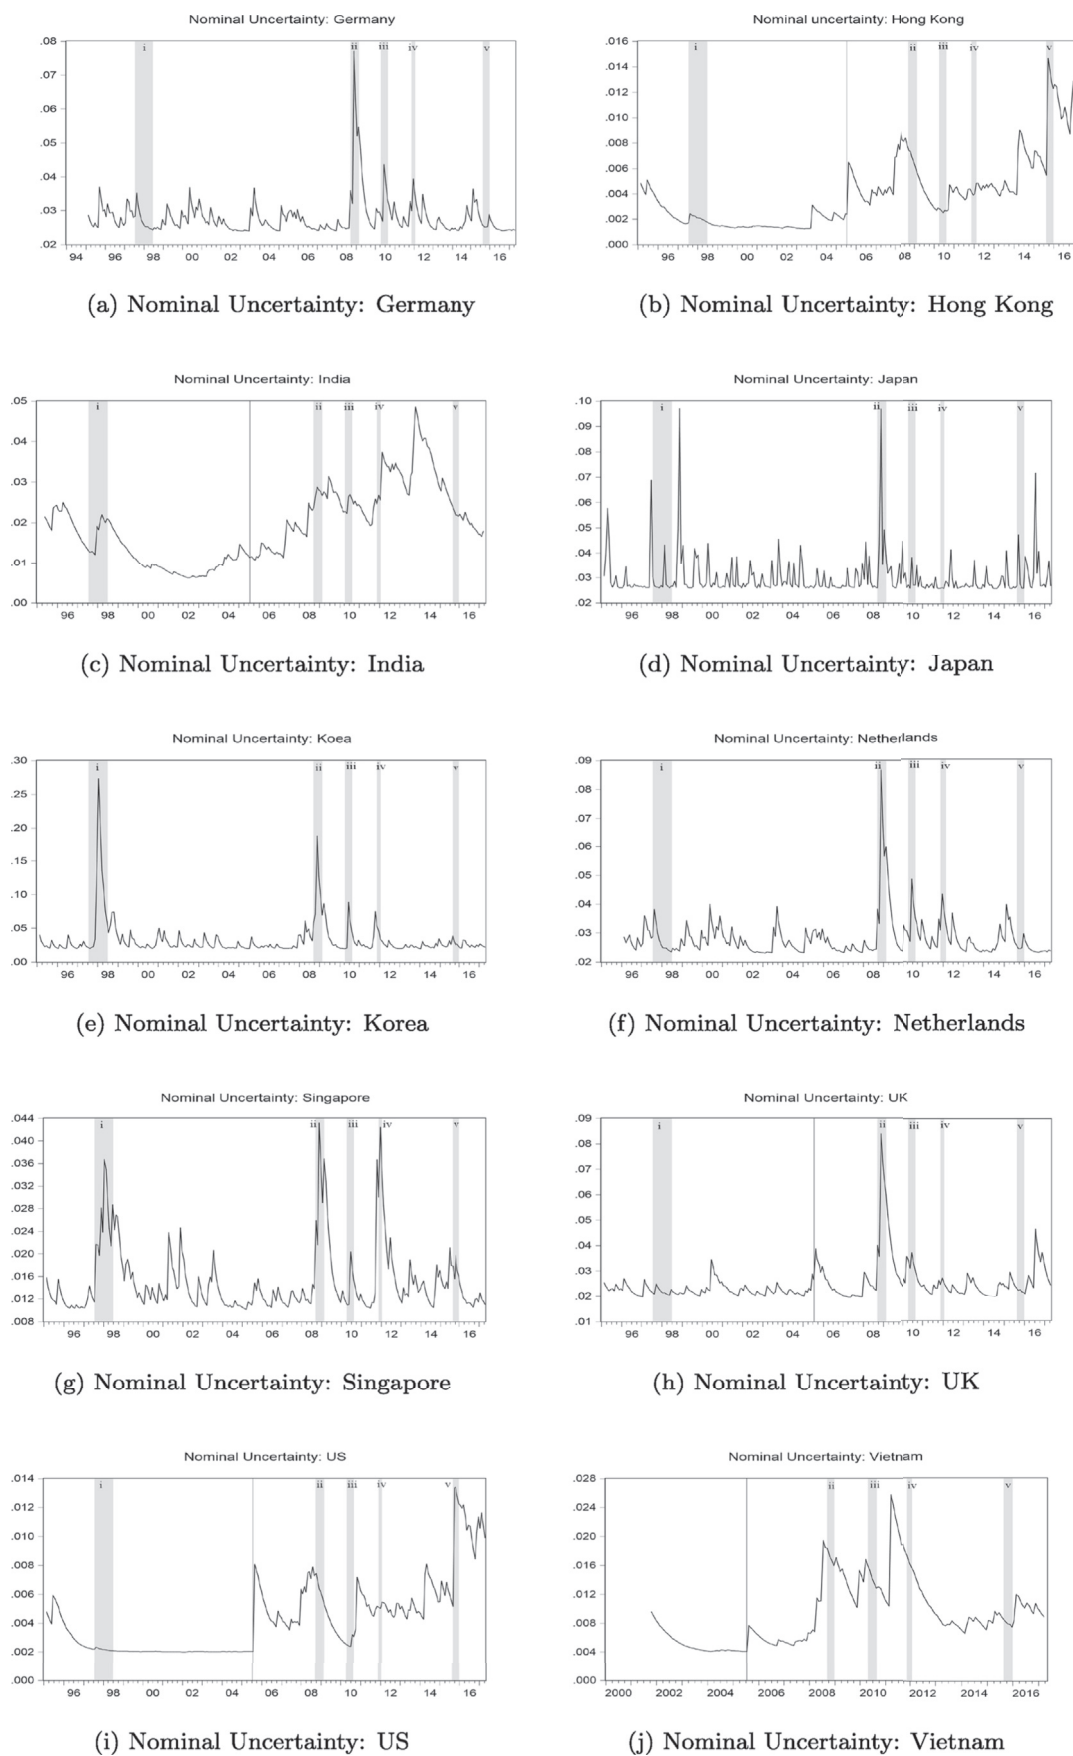 Nominal Uncertainty: Germany
.08
.07
.06
.05
.04
.03
.02
i
ii
iii
iv
v
94 96 98 00 02 04 06 08 10 12 14 16
(a) Nominal Uncertainty: Germany
Nominal uncertainty: Hong Kong
.016
.014
.012
.010
.008
.006
.004
.002
.000
i
ii
iii
iv
v
96 98 00 02 04 06 08 10 12 14 16
(b) Nominal Uncertainty: Hong Kong
Nominal Uncertainty: India
.05
.04
.03
.02
.01
.00
i
ii
iii
iv
v
96 98 00 02 04 06 08 10 12 14 16
(c) Nominal Uncertainty: India
Nominal Uncertainty: Japan
.10
.09
.08
.07
.06
.05
.04
.03
.02
i
ii
iii
iv
v
96 98 00 02 04 06 08 10 12 14 16
(d) Nominal Uncertainty: Japan
Nominal Uncertainty: Koea
.30
.25
.20
.15
.10
.05
.00
i
ii
iii
iv
v
96 98 00 02 04 06 08 10 12 14 16
(e) Nominal Uncertainty: Korea
Nominal Uncertainty: Netherlands
.09
.08
.07
.06
.05
.04
.03
.02
i
ii
iii
iv
v
96 98 00 02 04 06 08 10 12 14 16
(f) Nominal Uncertainty: Netherlands
Nominal Uncertainty: Singapore
.044
.040
.036
.032
.028
.024
.020
.016
.012
.008
i
ii
iii
iv
v
96 98 00 02 04 06 08 10 12 14 16
(g) Nominal Uncertainty: Singapore
Nominal Uncertainty: UK
.09
.08
.07
.06
.05
.04
.03
.02
.01
i
ii
iii
iv
v
96 98 00 02 04 06 08 10 12 14 16
(h) Nominal Uncertainty: UK
Nominal Uncertainty: US
.014
.012
.010
.008
.006
.004
.002
.000
i
ii
iii
iv
v
96 98 00 02 04 06 08 10 12 14 16
(i) Nominal Uncertainty: US
Nominal Uncertainty: Vietnam
.028
.024
.020
.016
.012
.008
.004
.000
ii
iii
iv
v
2000 2002 2004 2006 2008 2010 2012 2014 2016
(j) Nominal Uncertainty: Vietnam